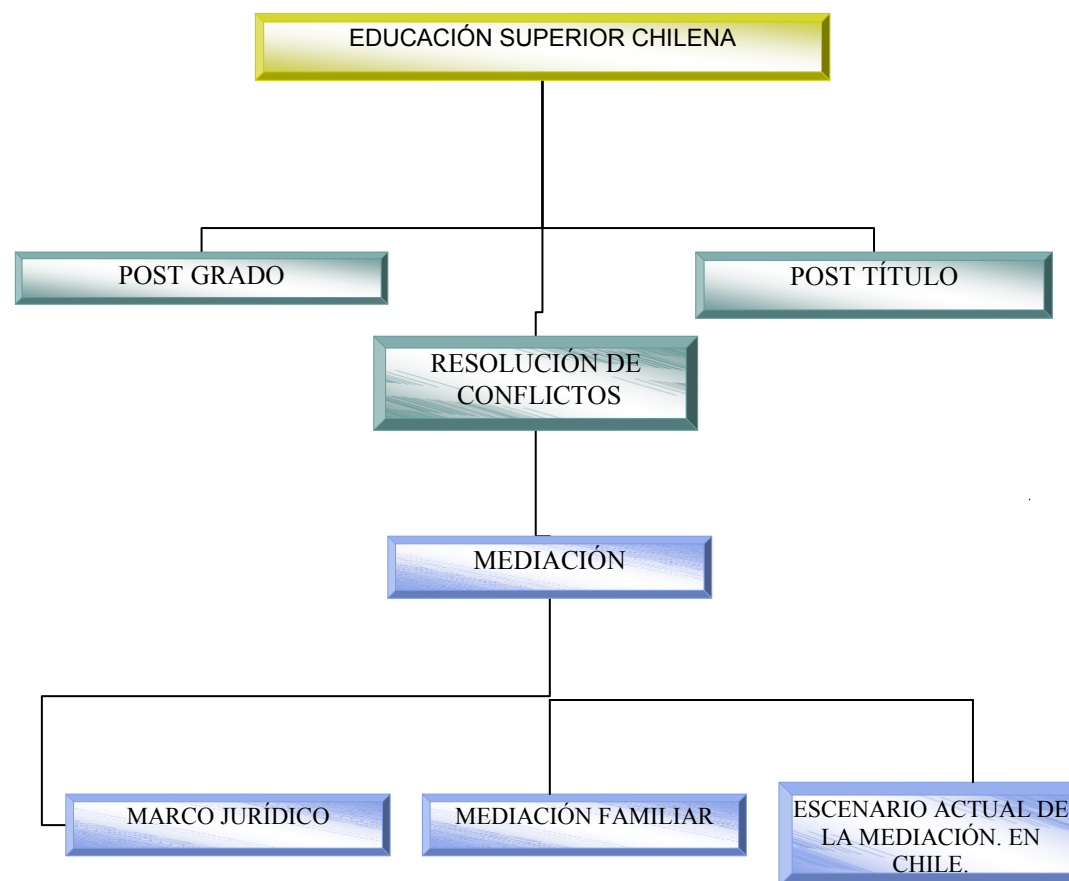 EDUCACIÓN SUPERIOR CHILENA
POST GRADO
POST TÍTULO
RESOLUCIÓN DE
CONFLICTOS
MEDIACIÓN
MARCO JURÍDICO
MEDIACIÓN FAMILIAR
ESCENARIO ACTUAL DE
LA MEDIACIÓN. EN
CHILE.